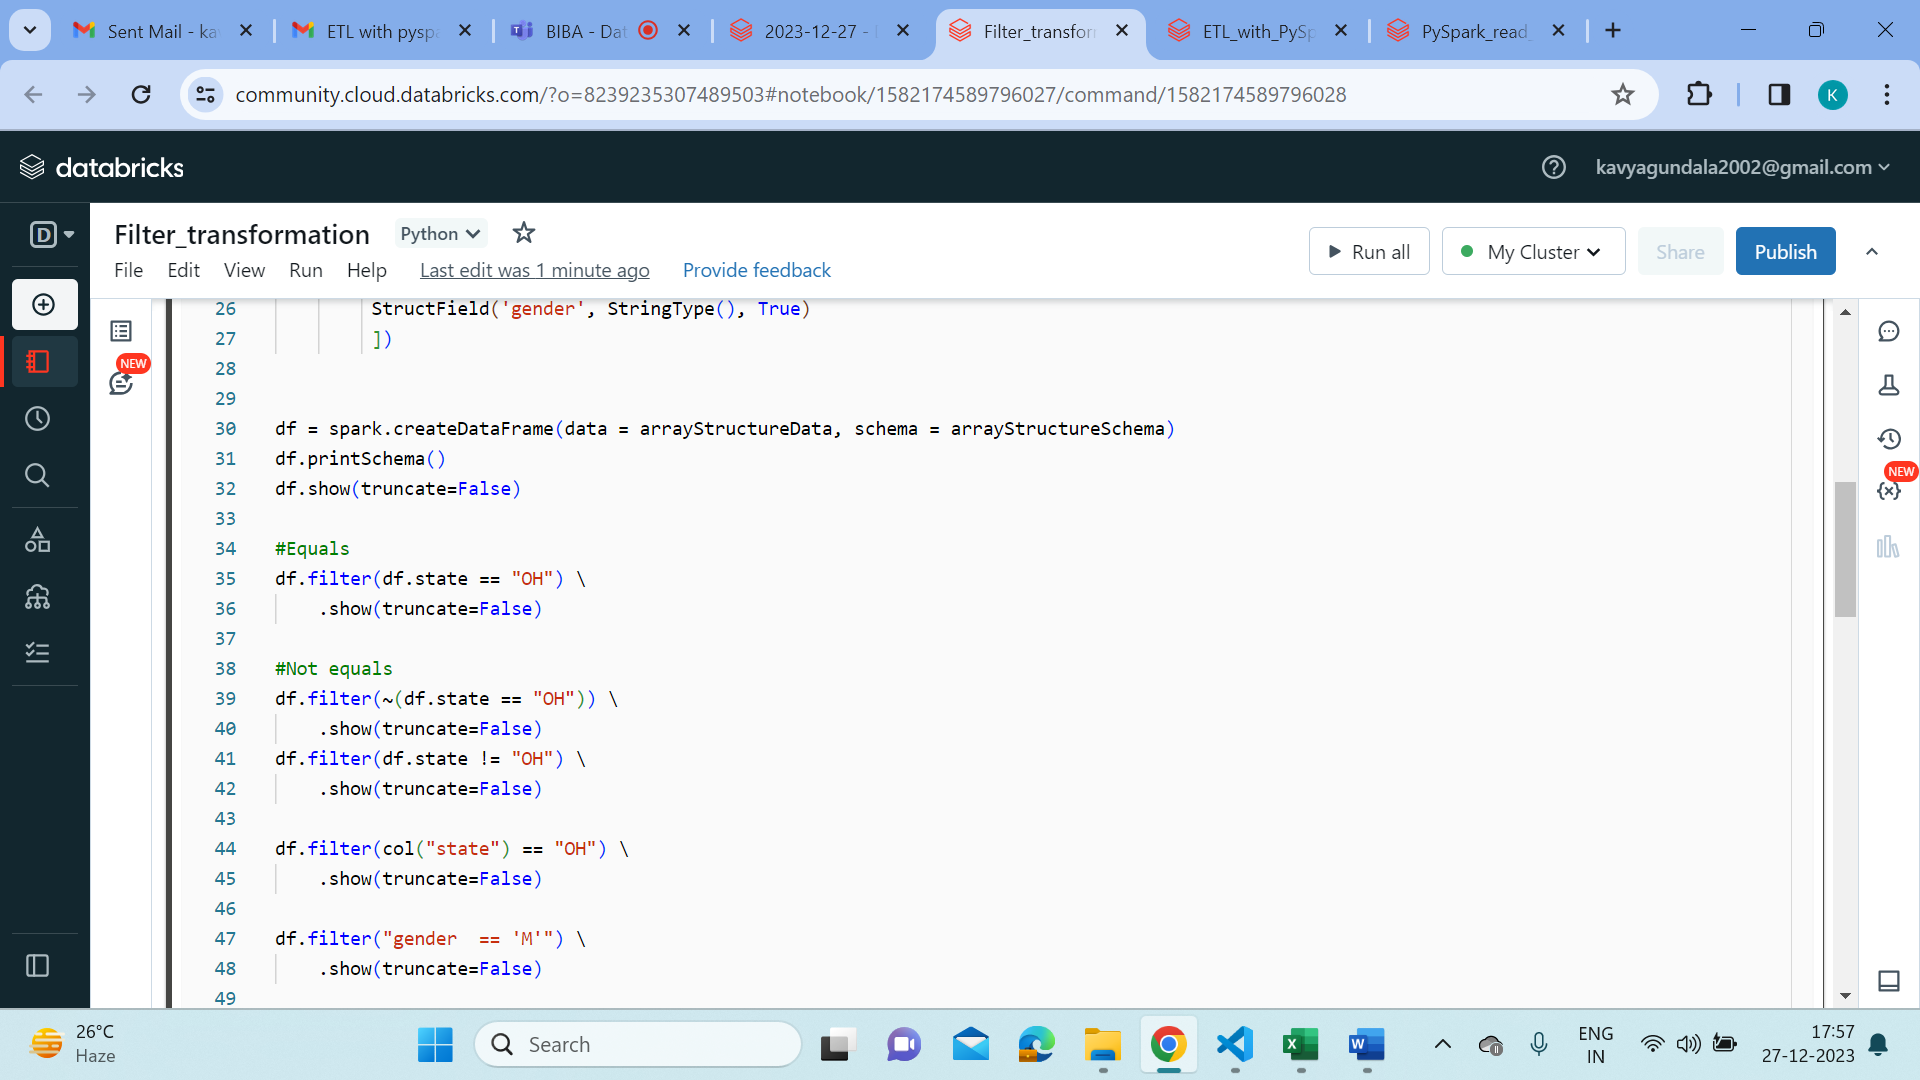 Sent Mail - ka
ETL with pyspa
BIBA - Dat
2023-12-27 -
Filter_transfor
ETL_with_PySp
PySpark_read_
community.cloud.databricks.com/?o=8239235307489503#notebook/1582174589796027/command/1582174589796028
K
databricks
kavyagundala2002@gmail.com
D
Filter_transformation
Python
File Edit View Run Help Last edit was 1 minute ago Provide feedback
Run all
My Cluster
Share
Publish
NEW
NEW
26 StructField('gender', StringType(), True)
27 ])
28
29
30 df = spark.createDataFrame(data = arrayStructureData, schema = arrayStructureSchema)
31 df.printSchema()
32 df.show(truncate=False)
33
34 #Equals
35 df.filter(df.state == "OH") \
36 .show(truncate=False)
37
38 #Not equals
39 df.filter(~(df.state == "OH")) \
40 .show(truncate=False)
41 df.filter(df.state != "OH") \
42 .show(truncate=False)
43
44 df.filter(col("state") == "OH") \
45 .show(truncate=False)
46
47 df.filter("gender  == 'M'") \
48 .show(truncate=False)
49
26°C
Haze
Search
ENG
IN
17:57
27-12-2023